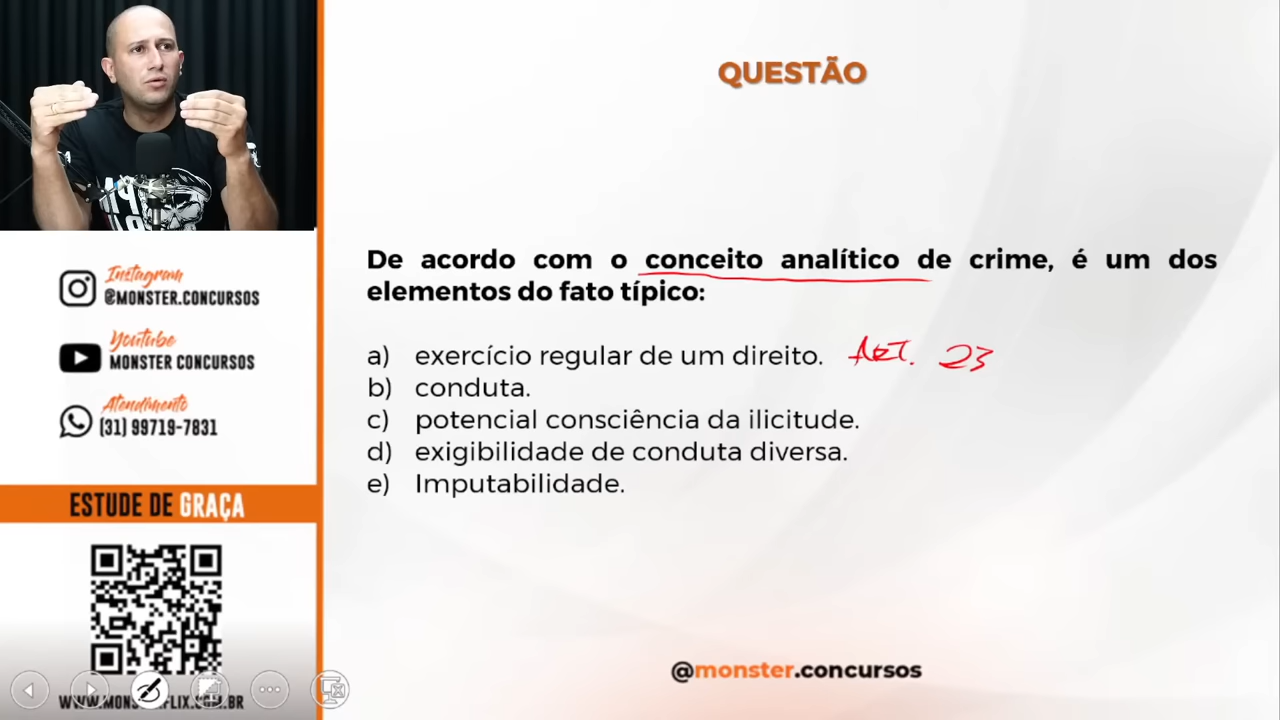 QUESTÃO
De acordo com o conceito analítico de crime, é um dos
elementos do fato típico:
a) exercício regular de um direito. ART. 23
b) conduta.
c) potencial consciência da ilicitude.
d) exigibilidade de conduta diversa.
e) Imputabilidade.
Instagram
@MONSTER.CONCURSOS
Youtube
MONSTER CONCURSOS
Atendimento
(31) 99719-7831
ESTUDE DE GRAÇA
@monster.concursos